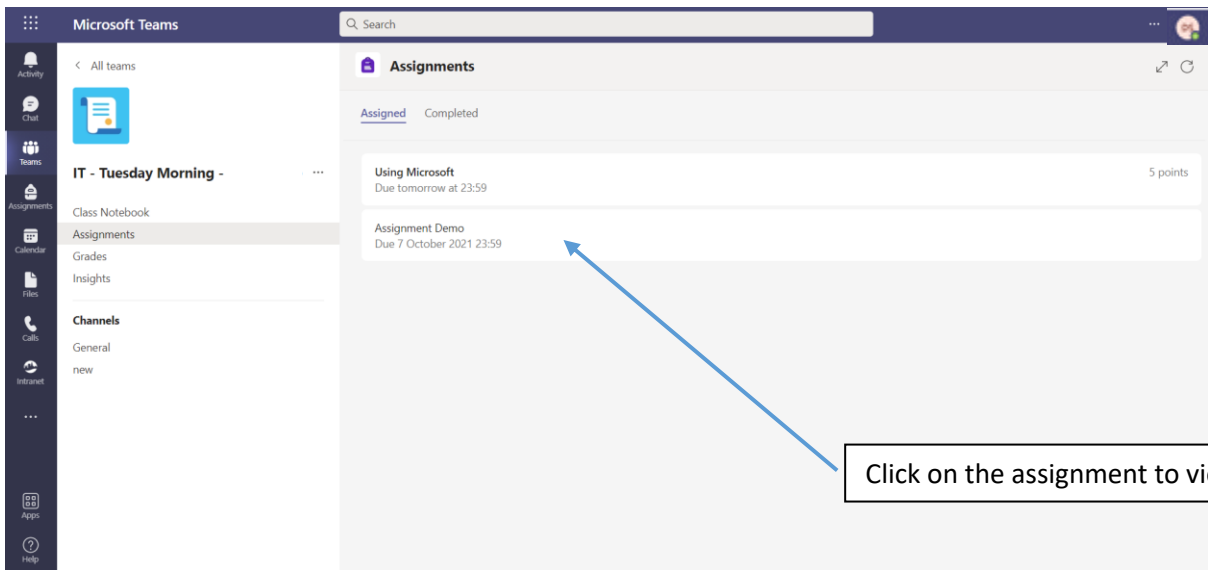 Microsoft Teams
Search
Activity
Chat
Teams
Assignments
Calendar
Files
Calls
Intranet
Apps
Help
All teams
IT - Tuesday Morning -
Class Notebook
Assignments
Grades
Insights
Channels
General
new
Assignments
Assigned Completed
Using Microsoft 5 points
Due tomorrow at 23:59
Assignment Demo
Due 7 October 2021 23:59
Click on the assignment to